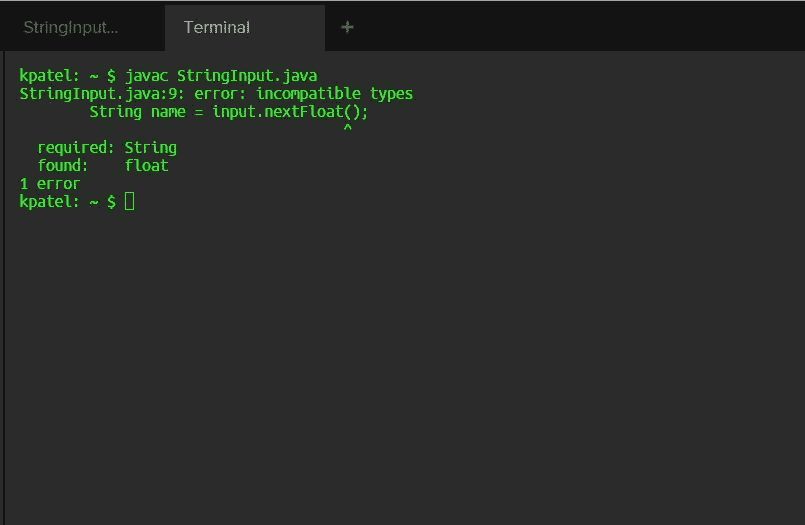 StringInput... Terminal +
kpatel: ~ $ javac StringInput.java
StringInput.java:9: error: incompatible types
        String name = input.nextFloat();
                                     ^
  required: String
  found:    float
1 error
kpatel: ~ $